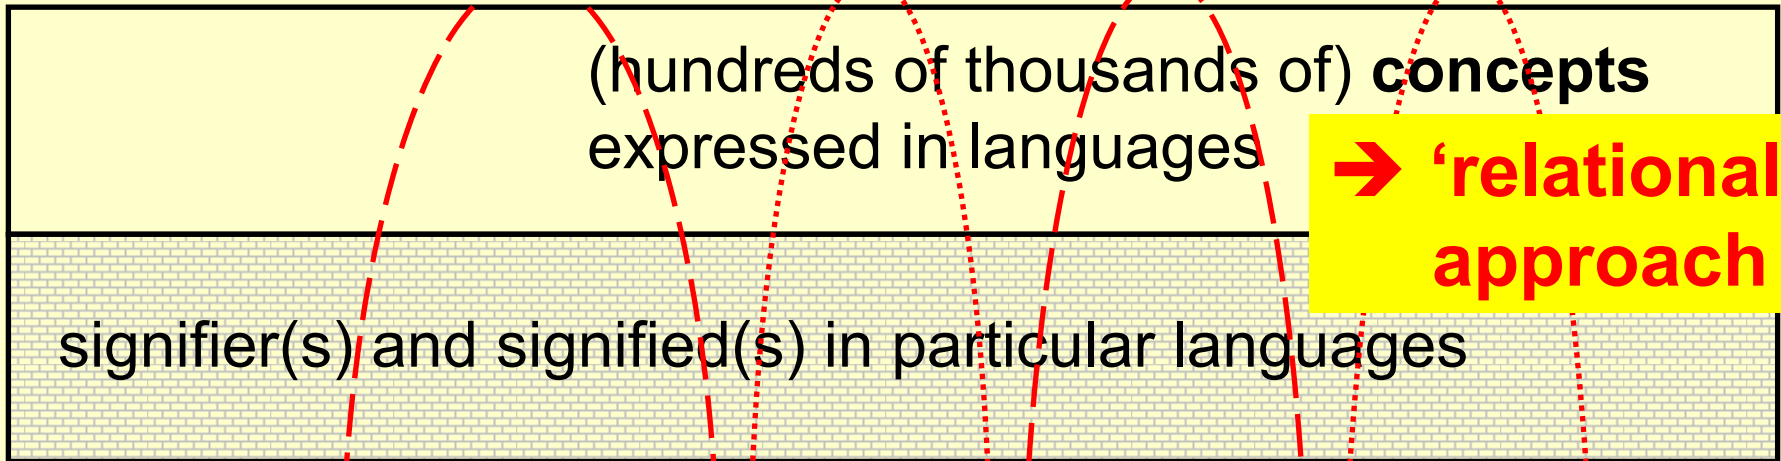 (hundreds of thousands of) concepts
expressed in languages
➔ ‘relational
approach
signifier(s) and signified(s) in particular languages